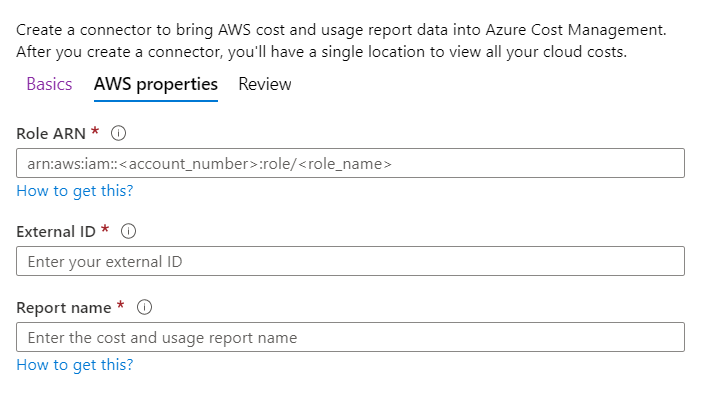 Create a connector to bring AWS cost and usage report data into Azure Cost Management.
After you create a connector, you'll have a single location to view all your cloud costs.
Basics AWS properties Review
Role ARN * i
arn:aws:iam::<account_number>:role/<role_name>
How to get this?
External ID * i
Enter your external ID
Report name * i
Enter the cost and usage report name
How to get this?